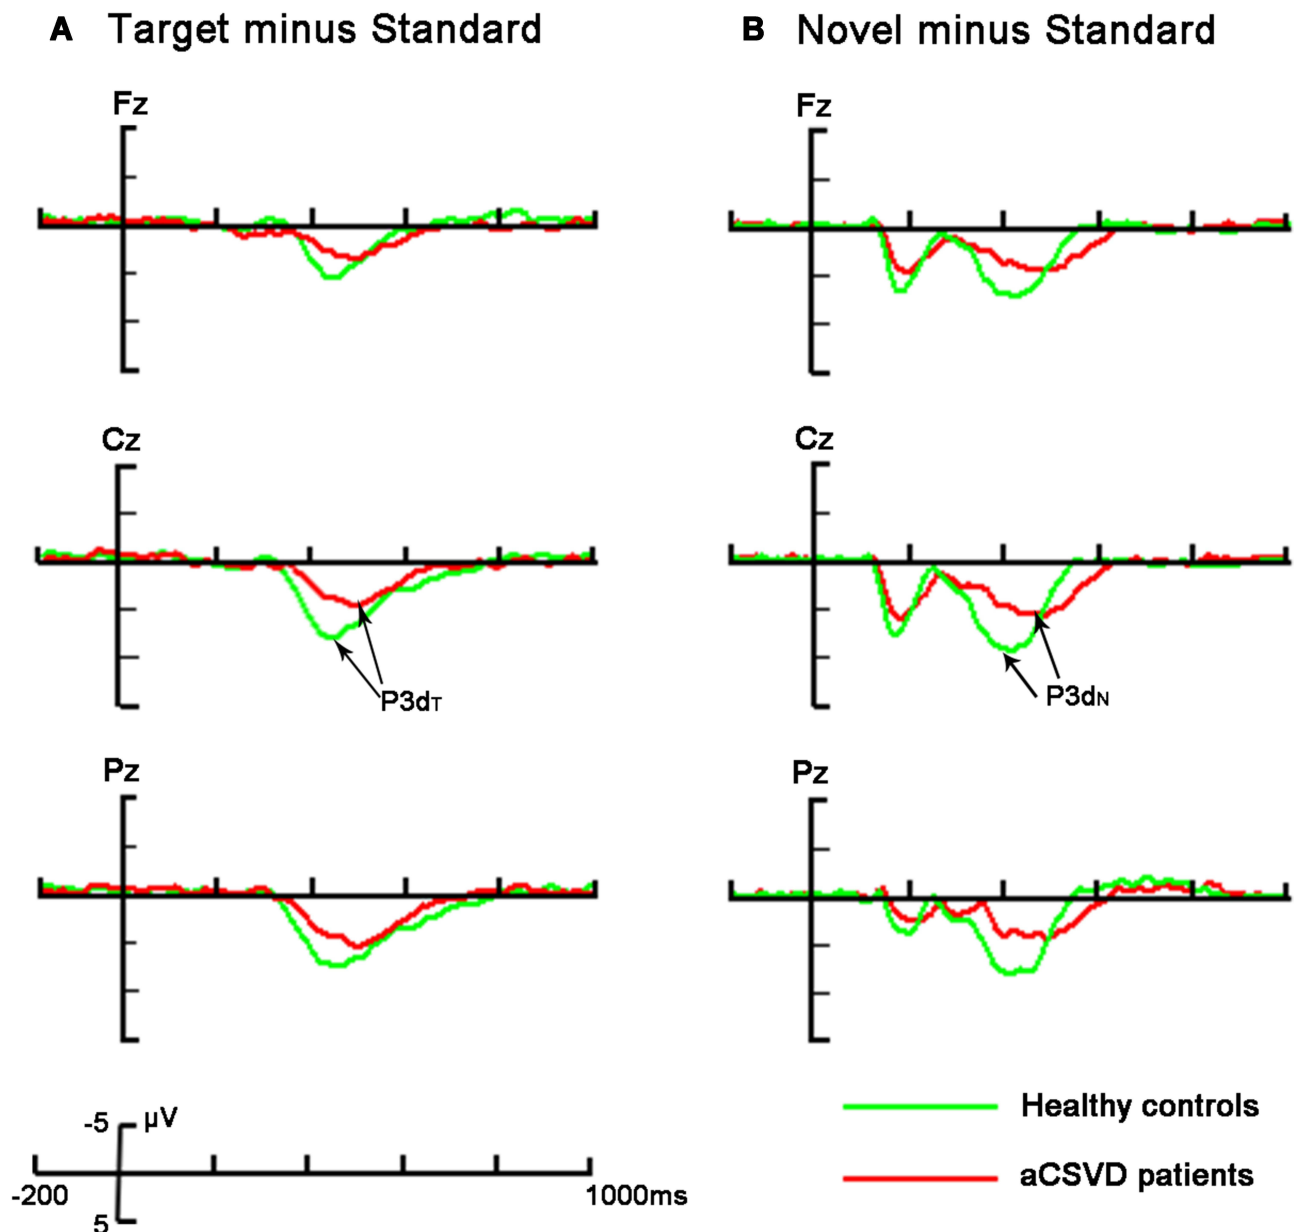 A Target minus Standard
B Novel minus Standard
Fz
Fz
Cz
Cz
P3dT
P3dN
Pz
Pz
-5 µV
-200
1000ms
5
Healthy controls
aCSVD patients